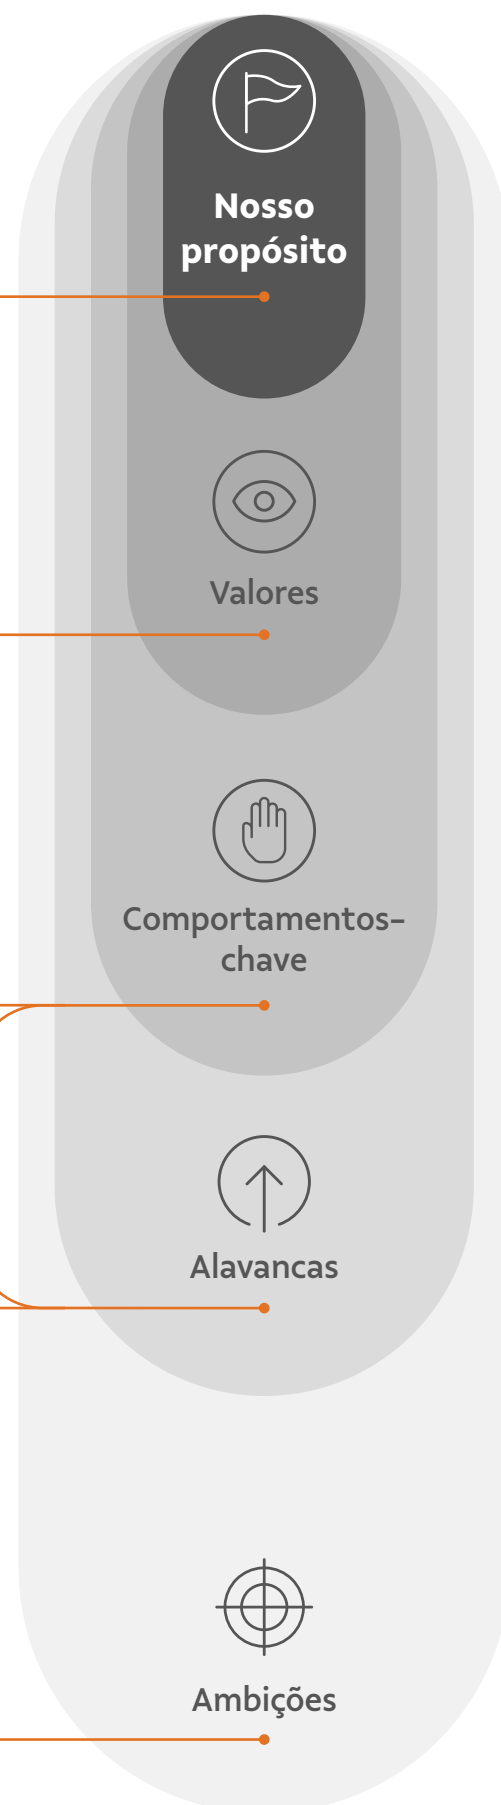 Nosso
propósito
Valores
Comportamentos-
chave
Alavancas
Ambições